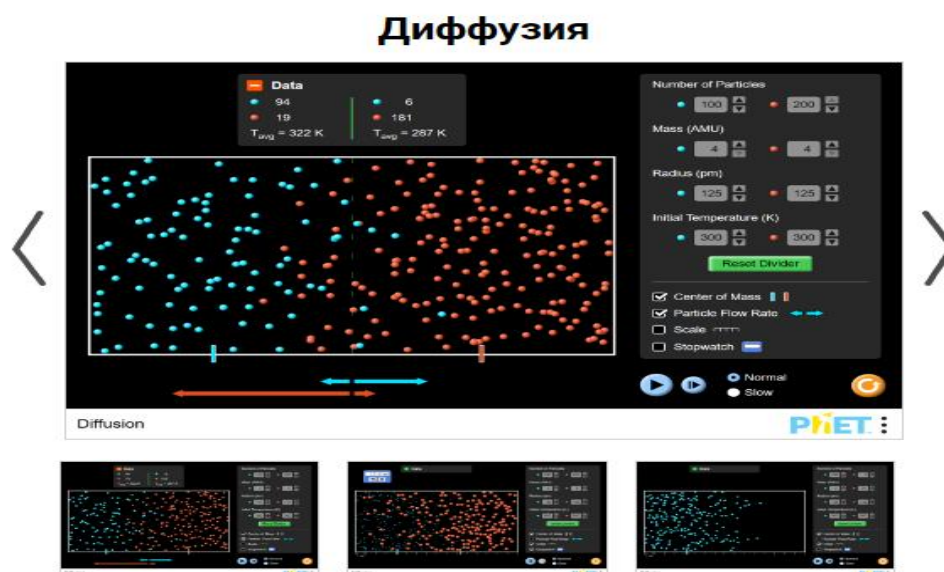 Диффузия
Data
94 6
19 181
Tavg = 322 K Tavg = 287 K
Number of Particles
100 200
Mass (AMU)
4 4
Radius (pm)
125 125
Initial Temperature (K)
300 300
Reset Divider
Center of Mass
Particle Flow Rate
Scale
Stopwatch
Normal
Slow
Diffusion
PhET